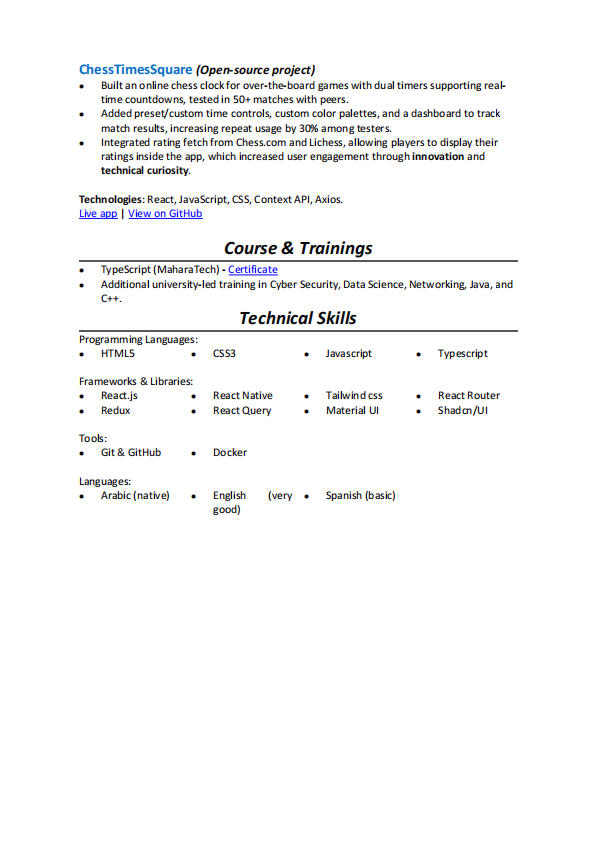 ChessTimesSquare (Open-source project)
• Built an online chess clock for over-the-board games with dual timers supporting real-
time countdowns, tested in 50+ matches with peers.
• Added preset/custom time controls, custom color palettes, and a dashboard to track
match results, increasing repeat usage by 30% among testers.
• Integrated rating fetch from Chess.com and Lichess, allowing players to display their
ratings inside the app, which increased user engagement through innovation and
technical curiosity.
Technologies: React, JavaScript, CSS, Context API, Axios.
Live app | View on GitHub
Course & Trainings
• TypeScript (MaharaTech) - Certificate
• Additional university-led training in Cyber Security, Data Science, Networking, Java, and
C++.
Technical Skills
Programming Languages:
• HTML5 • CSS3 • Javascript • Typescript
Frameworks & Libraries:
• React.js • React Native • Tailwind css • React Router
• Redux • React Query • Material UI • Shadcn/UI
Tools:
• Git & GitHub • Docker
Languages:
• Arabic (native) • English (very • Spanish (basic)
good)